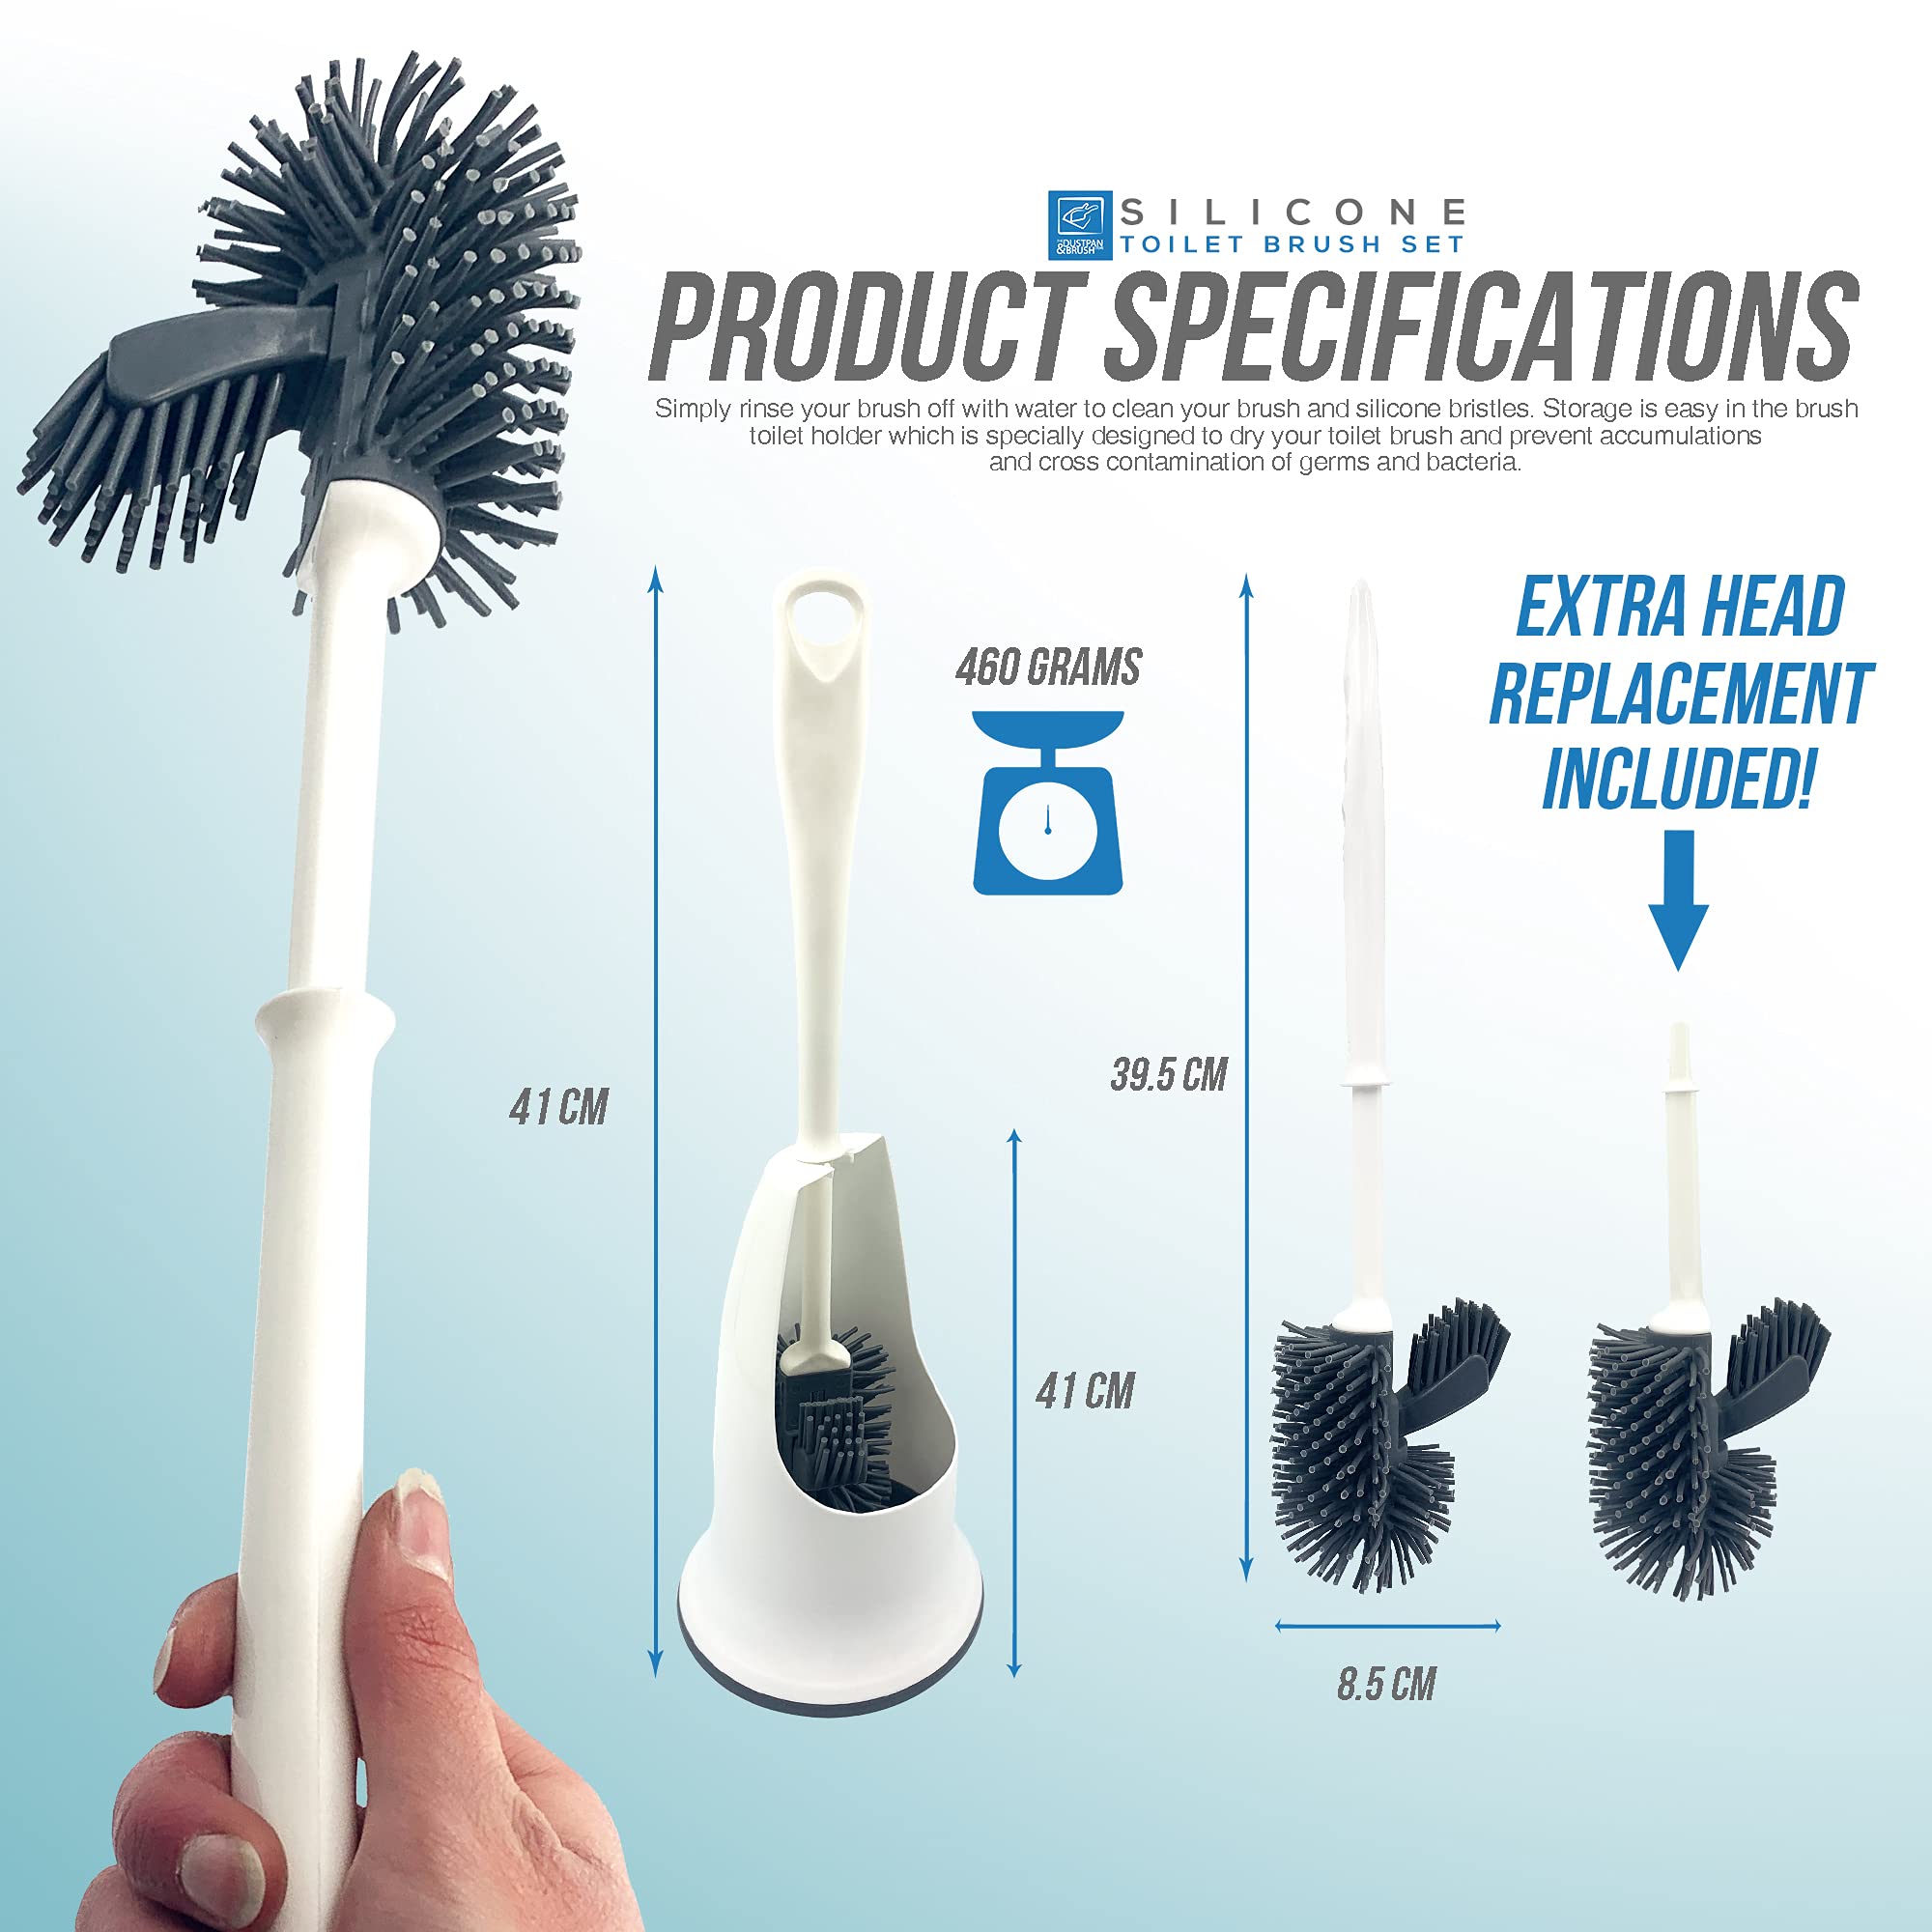 SILICONE
TOILET BRUSH SET
DUSTPAN
&BRUSH
PRODUCT SPECIFICATIONS
Simply rinse your brush off with water to clean your brush and silicone bristles. Storage is easy in the brush
toilet holder which is specially designed to dry your toilet brush and prevent accumulations
and cross contamination of germs and bacteria.
EXTRA HEAD
REPLACEMENT
INCLUDED!
460 GRAMS
39.5 CM
41 CM
41 CM
8.5 CM